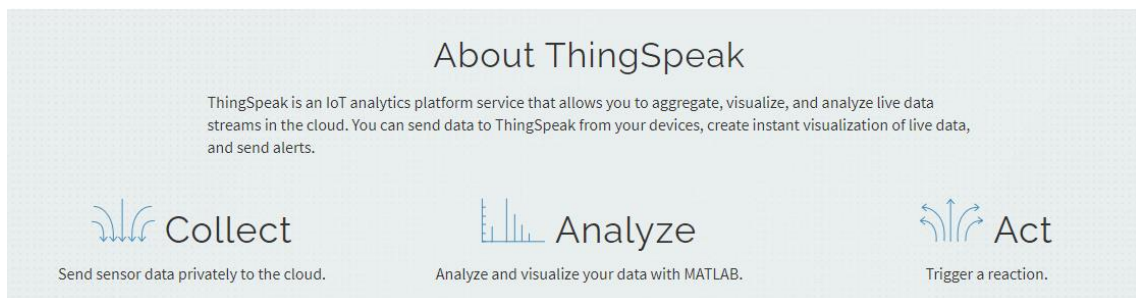 About ThingSpeak
ThingSpeak is an IoT analytics platform service that allows you to aggregate, visualize, and analyze live data
streams in the cloud. You can send data to ThingSpeak from your devices, create instant visualization of live data,
and send alerts.
Collect
Analyze
Act
Send sensor data privately to the cloud.
Analyze and visualize your data with MATLAB.
Trigger a reaction.